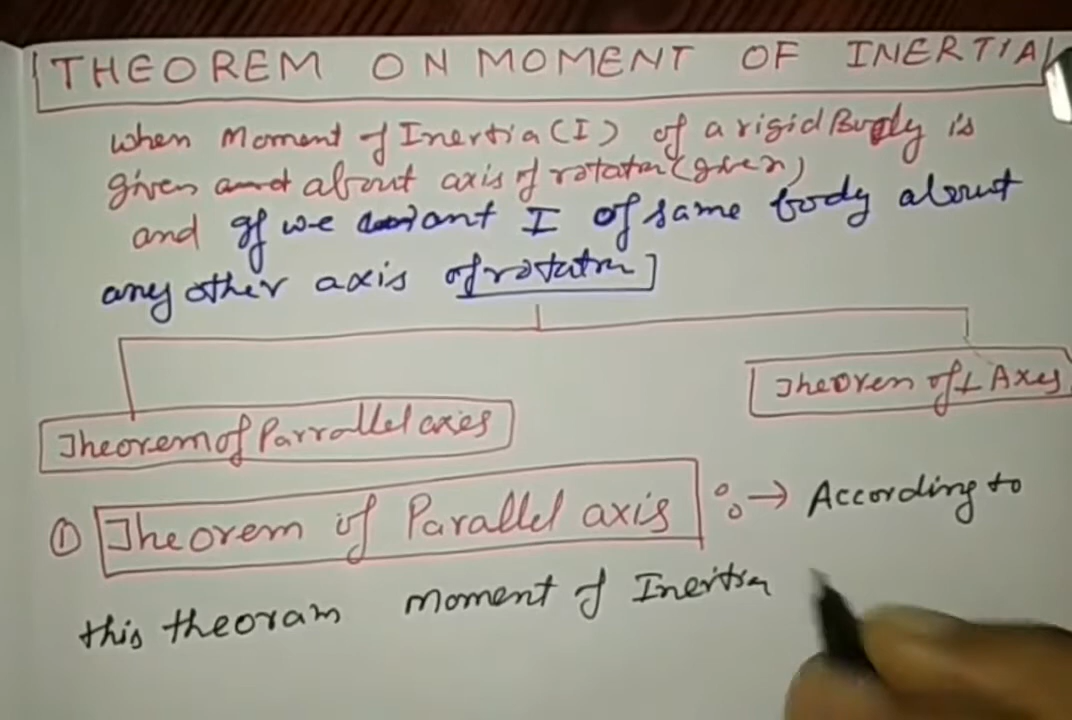 THEOREM ON MOMENT OF INERTIA
when Moment of Inertia (I) of a rigid Body is
given about axis of rotatn (given)
and If we want I of same body about
any other axis of rotatn]
Theorem of ⊥ Axes
Theorem of Parrallel axes
① Theorem of Parallel axis :→ According to
this theoram moment of Inertia